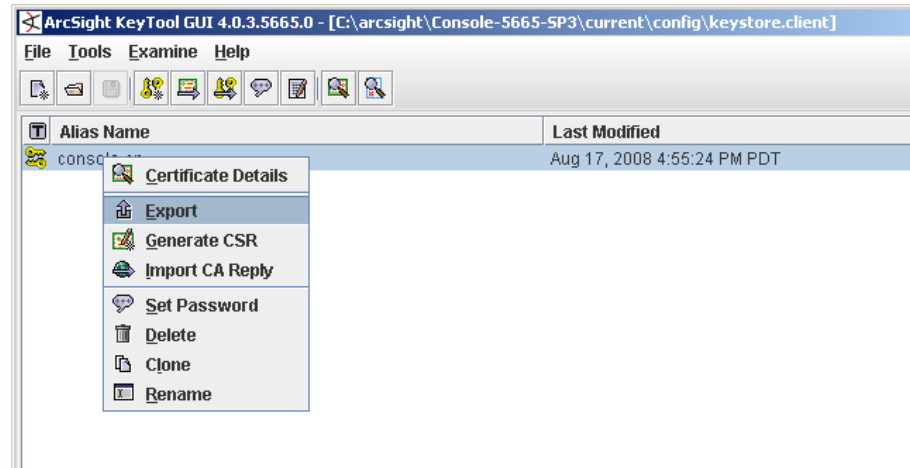 ArcSight KeyTool GUI 4.0.3.5665.0 - [C:\arcsight\Console-5665-SP3\current\config\keystore.client]
File Tools Examine Help
T Alias Name Last Modified
Aug 17, 2008 4:55:24 PM PDT
Certificate Details
Export
Generate CSR
Import CA Reply
Set Password
Delete
Clone
Rename